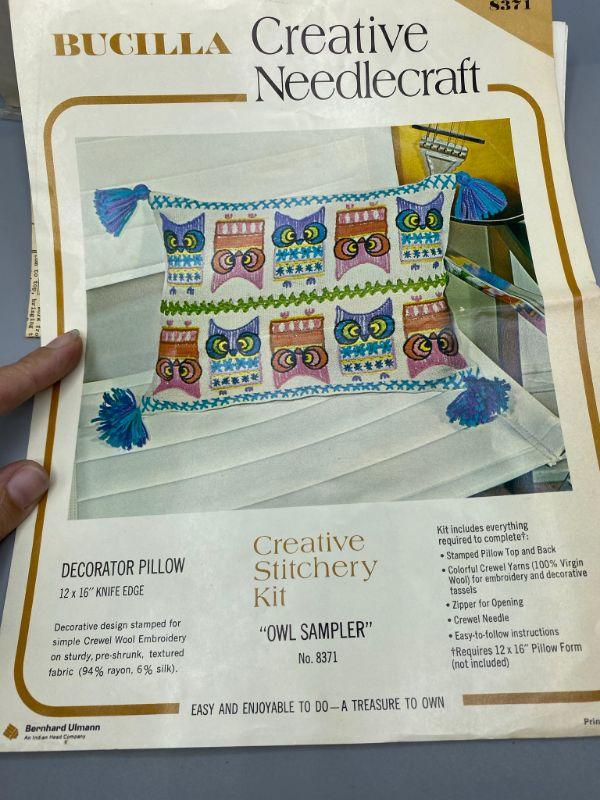 8371
BUCILLA
Creative
Needlecraft
DECORATOR PILLOW
12 x 16" KNIFE EDGE
Decorative design stamped for
simple Crewel Wool Embroidery
on sturdy, pre-shrunk, textured
fabric (94% rayon, 6% silk).
Creative
Stitchery
Kit
"OWL SAMPLER"
No. 8371
Kit includes everything
required to complete†:
• Stamped Pillow Top and Back
• Colorful Crewel Yarns (100% Virgin
Wool) for embroidery and decorative
tassels
• Zipper for Opening
• Crewel Needle
• Easy-to-follow instructions
†Requires 12 x 16" Pillow Form
(not included)
EASY AND ENJOYABLE TO DO—A TREASURE TO OWN
Bernhard Ulmann
An Indian Head Company
Prin